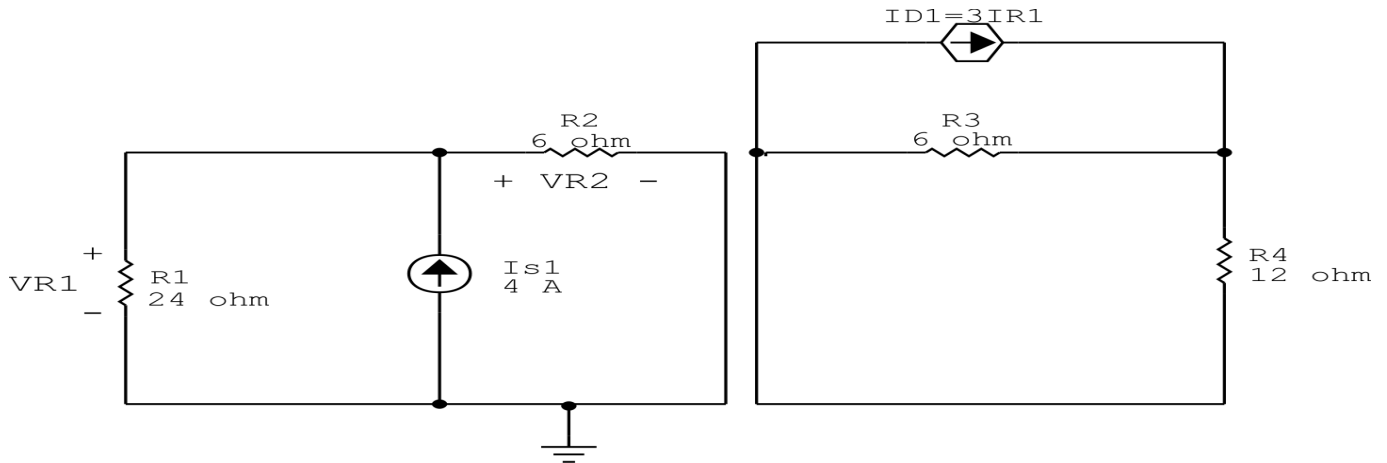 ID1=3IR1
R2
6 ohm
R3
6 ohm
+ VR2 -
+
VR1
-
R1
24 ohm
Is1
4 A
R4
12 ohm